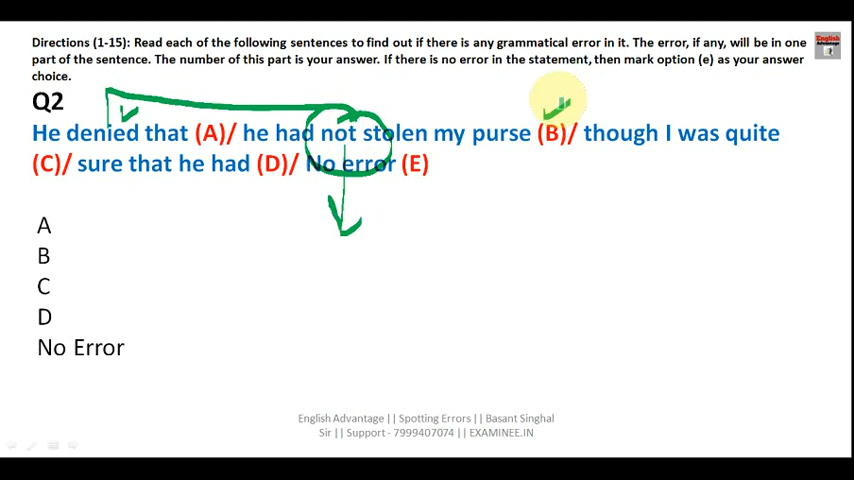 Directions (1-15): Read each of the following sentences to find out if there is any grammatical error in it. The error, if any, will be in one
part of the sentence. The number of this part is your answer. If there is no error in the statement, then mark option (e) as your answer
choice.
English
Advantage
Q2
He denied that (A)/ he had not stolen my purse (B)/ though I was quite
(C)/ sure that he had (D)/ No error (E)
A
B
C
D
No Error
English Advantage || Spotting Errors || Basant Singhal
Sir || Support - 7999407074 || EXAMINEE.IN